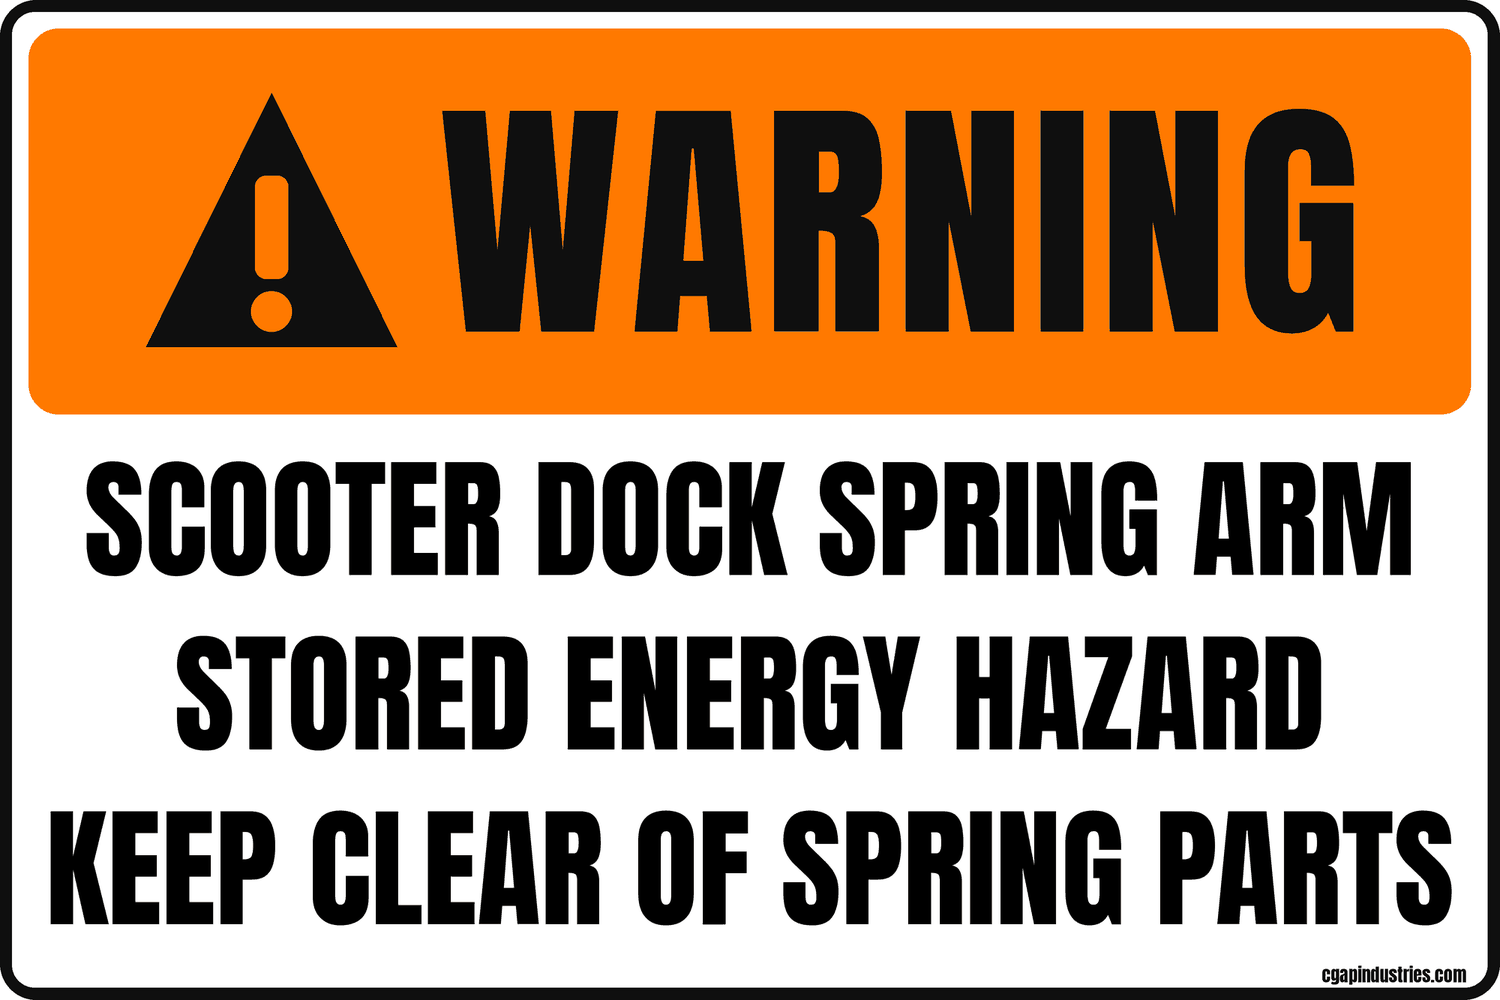 WARNING
SCOOTER DOCK SPRING ARM
STORED ENERGY HAZARD
KEEP CLEAR OF SPRING PARTS
cgapindustries.com